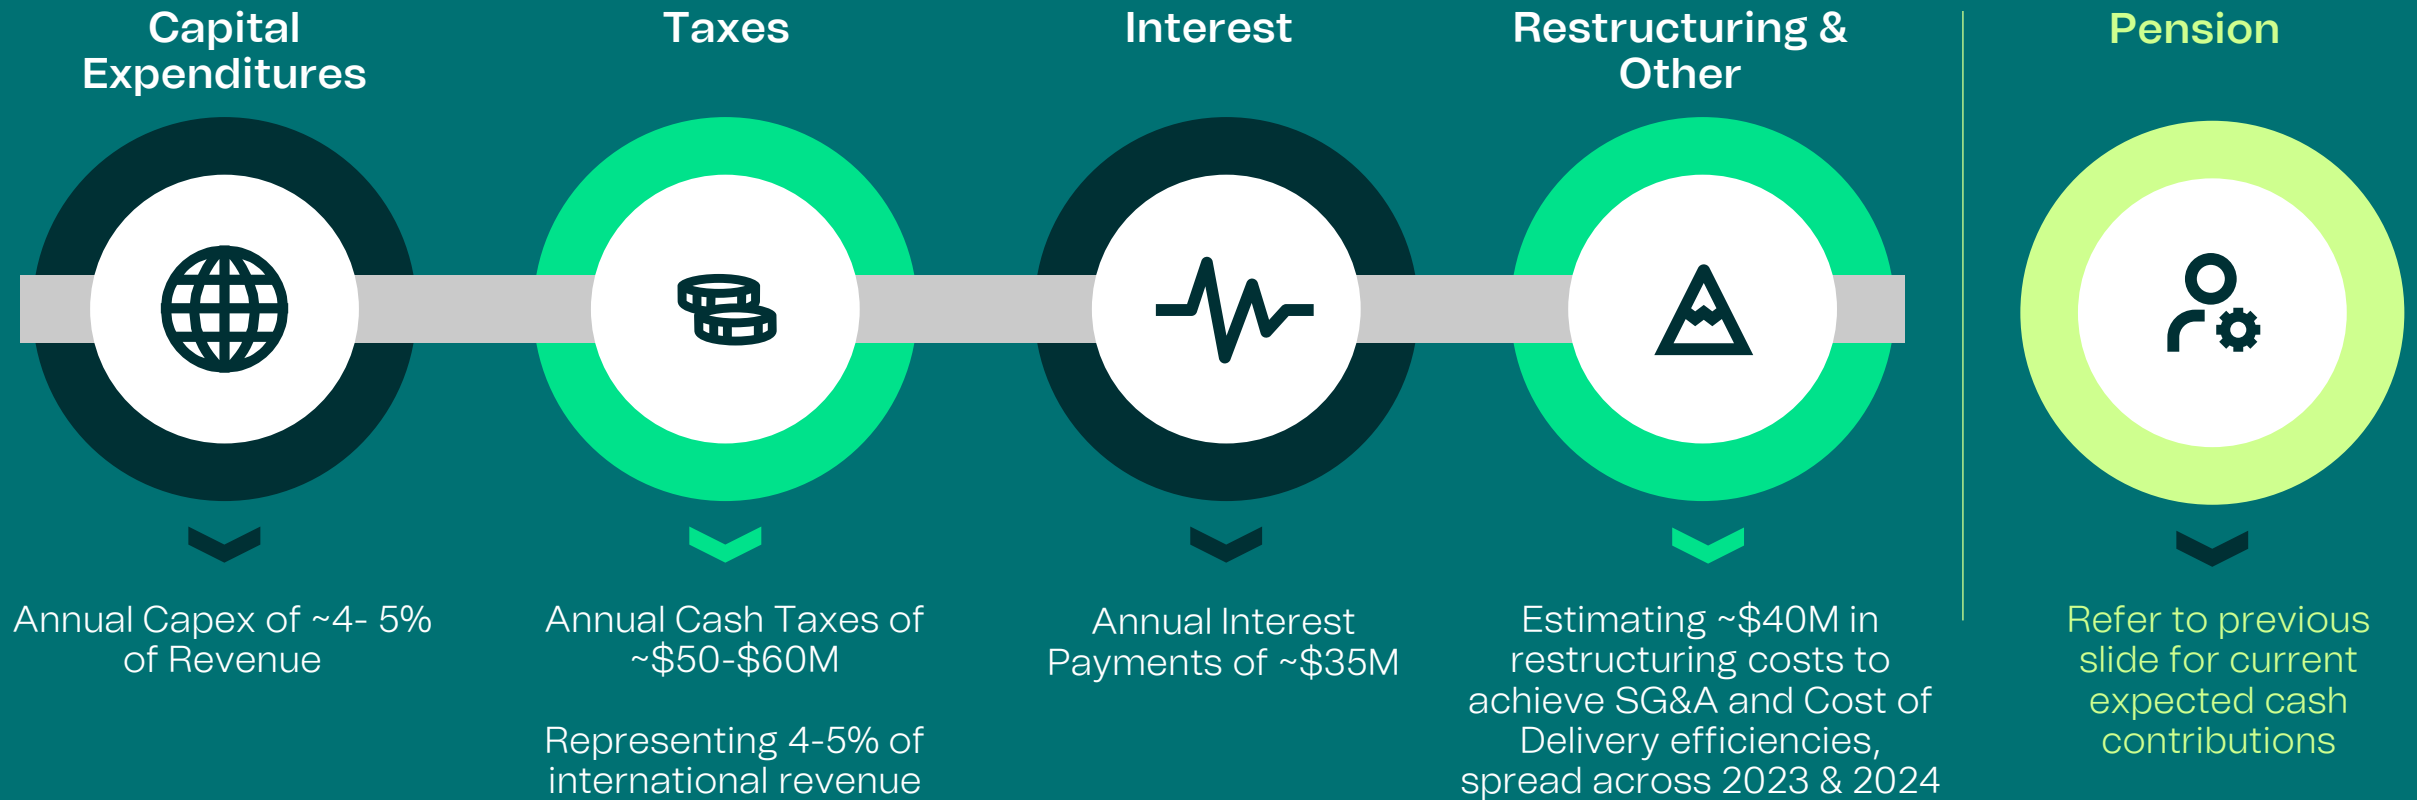 Capital
Expenditures
Annual Capex of ~4- 5%
of Revenue
Taxes
Annual Cash Taxes of
~$50-$60M
Representing 4-5% of
international revenue
Interest
Annual Interest
Payments of ~$35M
Restructuring &
Other
Estimating ~$40M in
restructuring costs to
achieve SG&A and Cost of
Delivery efficiencies,
spread across 2023 & 2024
Pension
Refer to previous
slide for current
expected cash
contributions